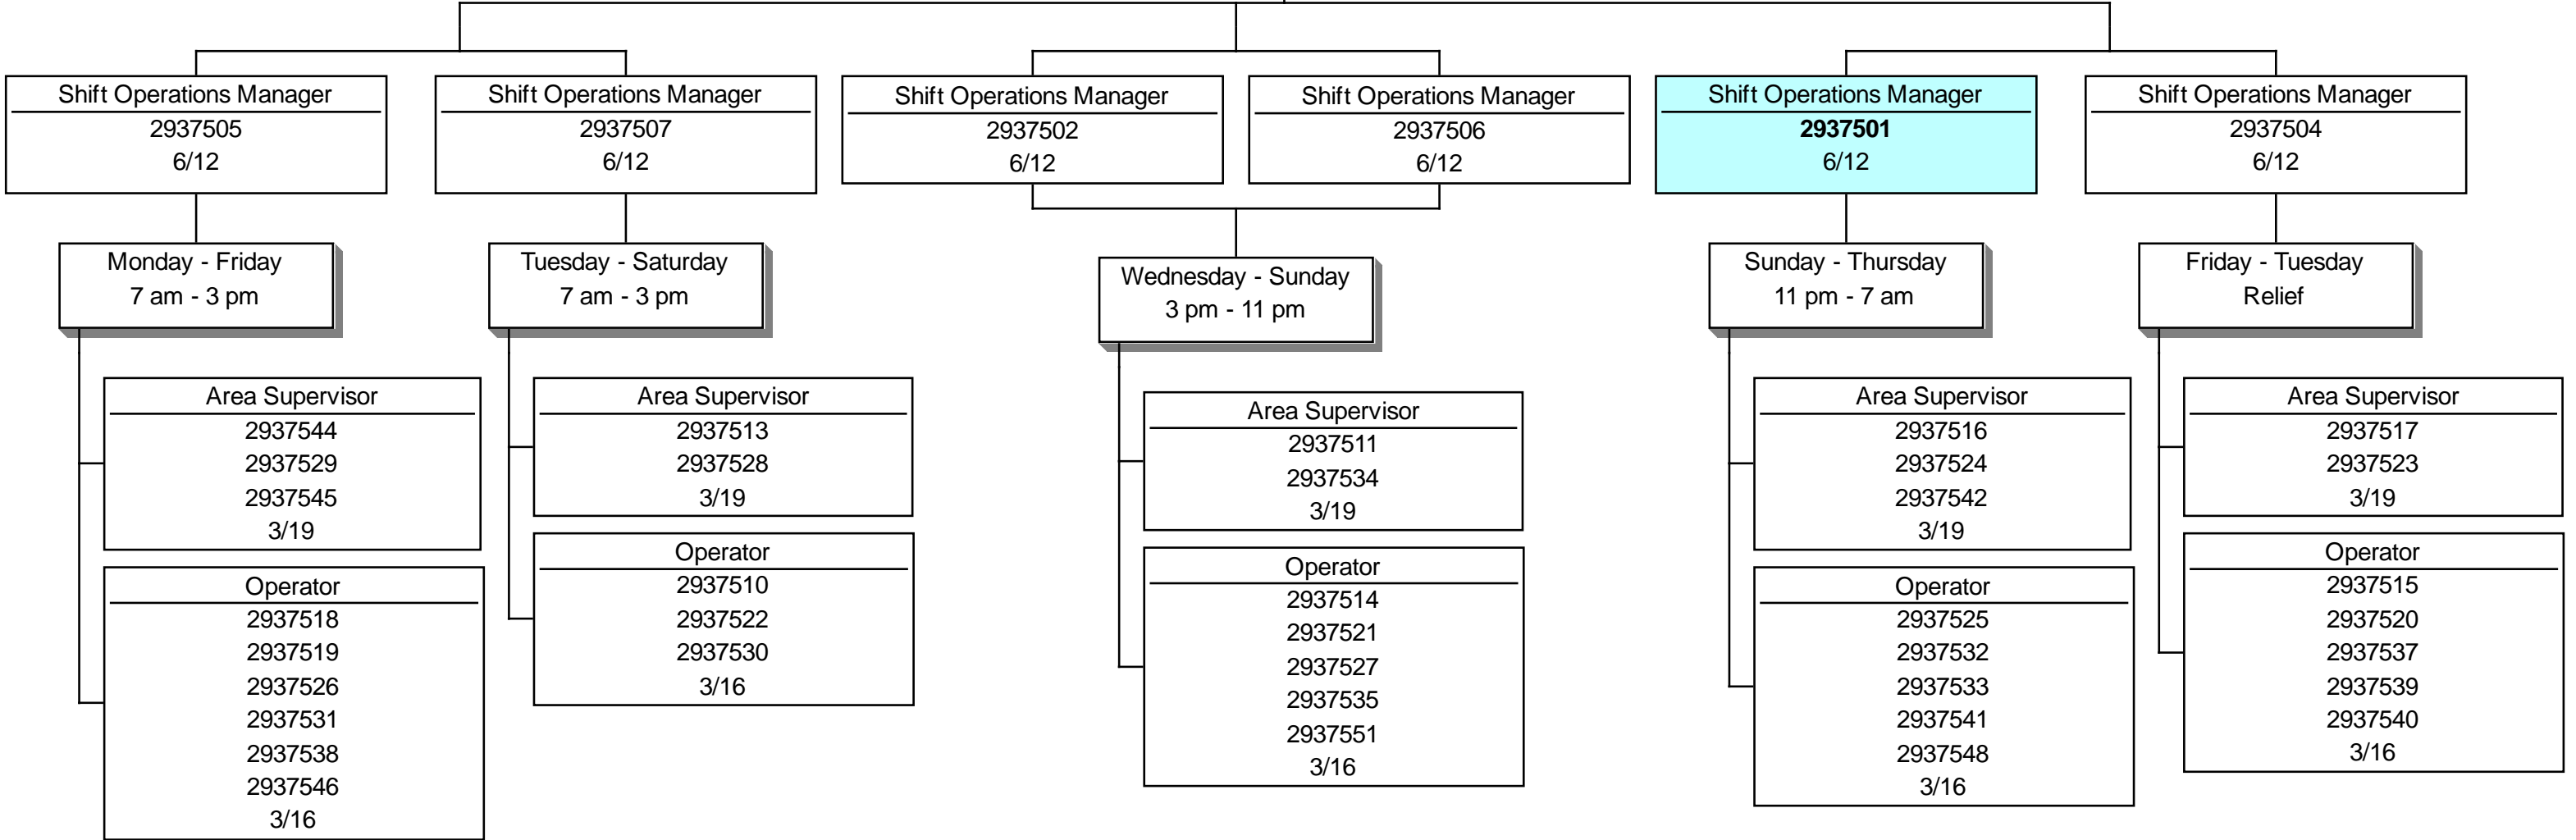 Shift Operations Manager
2937505
6/12
Shift Operations Manager
2937507
6/12
Shift Operations Manager
2937502
6/12
Shift Operations Manager
2937506
6/12
Shift Operations Manager
2937501
6/12
Shift Operations Manager
2937504
6/12
Monday - Friday
7 am - 3 pm
Area Supervisor
2937544
2937529
2937545
3/19
Operator
2937518
2937519
2937526
2937531
2937538
2937546
3/16
Tuesday - Saturday
7 am - 3 pm
Area Supervisor
2937513
2937528
3/19
Operator
2937510
2937522
2937530
3/16
Wednesday - Sunday
3 pm - 11 pm
Area Supervisor
2937511
2937534
3/19
Operator
2937514
2937521
2937527
2937535
2937551
3/16
Sunday - Thursday
11 pm - 7 am
Area Supervisor
2937516
2937524
2937542
3/19
Operator
2937525
2937532
2937533
2937541
2937548
3/16
Friday - Tuesday
Relief
Area Supervisor
2937517
2937523
3/19
Operator
2937515
2937520
2937537
2937539
2937540
3/16